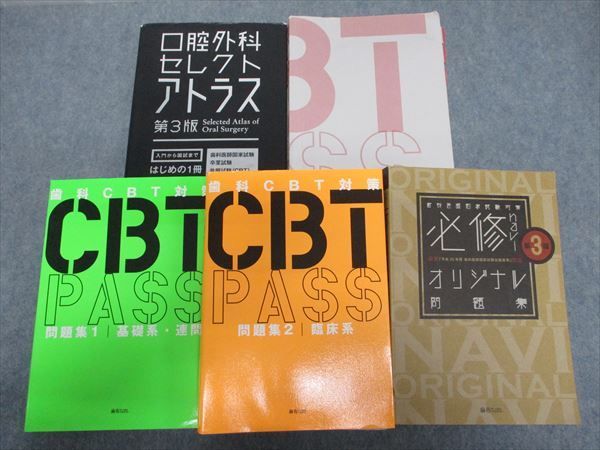 口腔外科
セレクト
アトラス
第3版 Selected Atlas of
Oral Surgery
入門から国試まで
はじめの1冊
歯科医師国家試験
卒業試験
BT
SS
歯科CBT対策
CBT
PASS
問題集1 基礎系・連問
歯科CBT対策
CBT
PASS
問題集2 臨床系
ORIGINAL
NAVI
必修
navi
第3版
オリジナル
問題集
ORIGINAL
NAVI
ORIGINAL